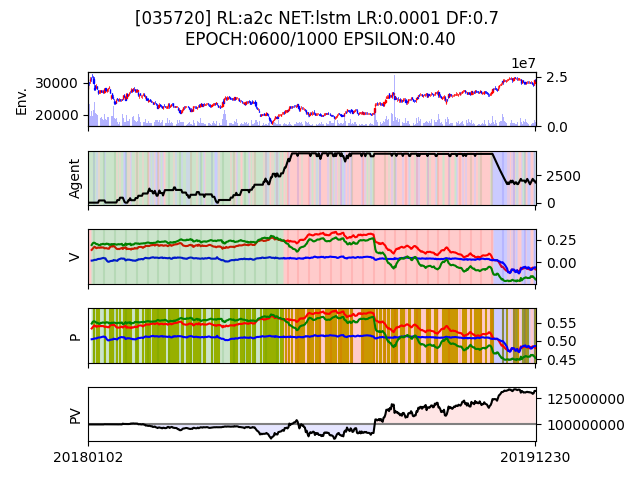 [035720] RL:a2c NET:lstm LR:0.0001 DF:0.7
EPOCH:0600/1000 EPSILON:0.40
1e7
Env.
30000
20000
2.5
0.0
Agent
2500
0
V
0.25
0.00
P
0.55
0.50
0.45
PV
125000000
100000000
20180102
20191230